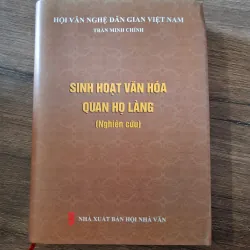 HỘI VĂN NGHỆ DÂN GIAN VIỆT NAM
TRẦN MINH CHÍNH
SINH HOẠT VĂN HÓA
QUAN HỌ LÀNG
(Nghiên cứu)
NHÀ XUẤT BẢN HỘI NHÀ VĂN